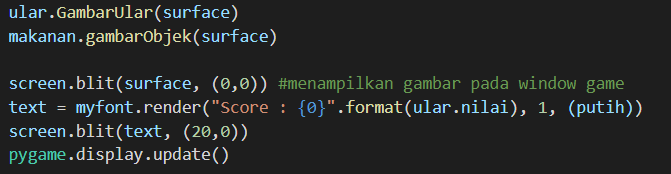 ular.GambarUlar(surface)
makanan.gambarObjek(surface)
screen.blit(surface, (0,0)) #menampilkan gambar pada window game
text = myfont.render("Score : {0}".format(ular.nilai), 1, (putih))
screen.blit(text, (20,0))
pygame.display.update()